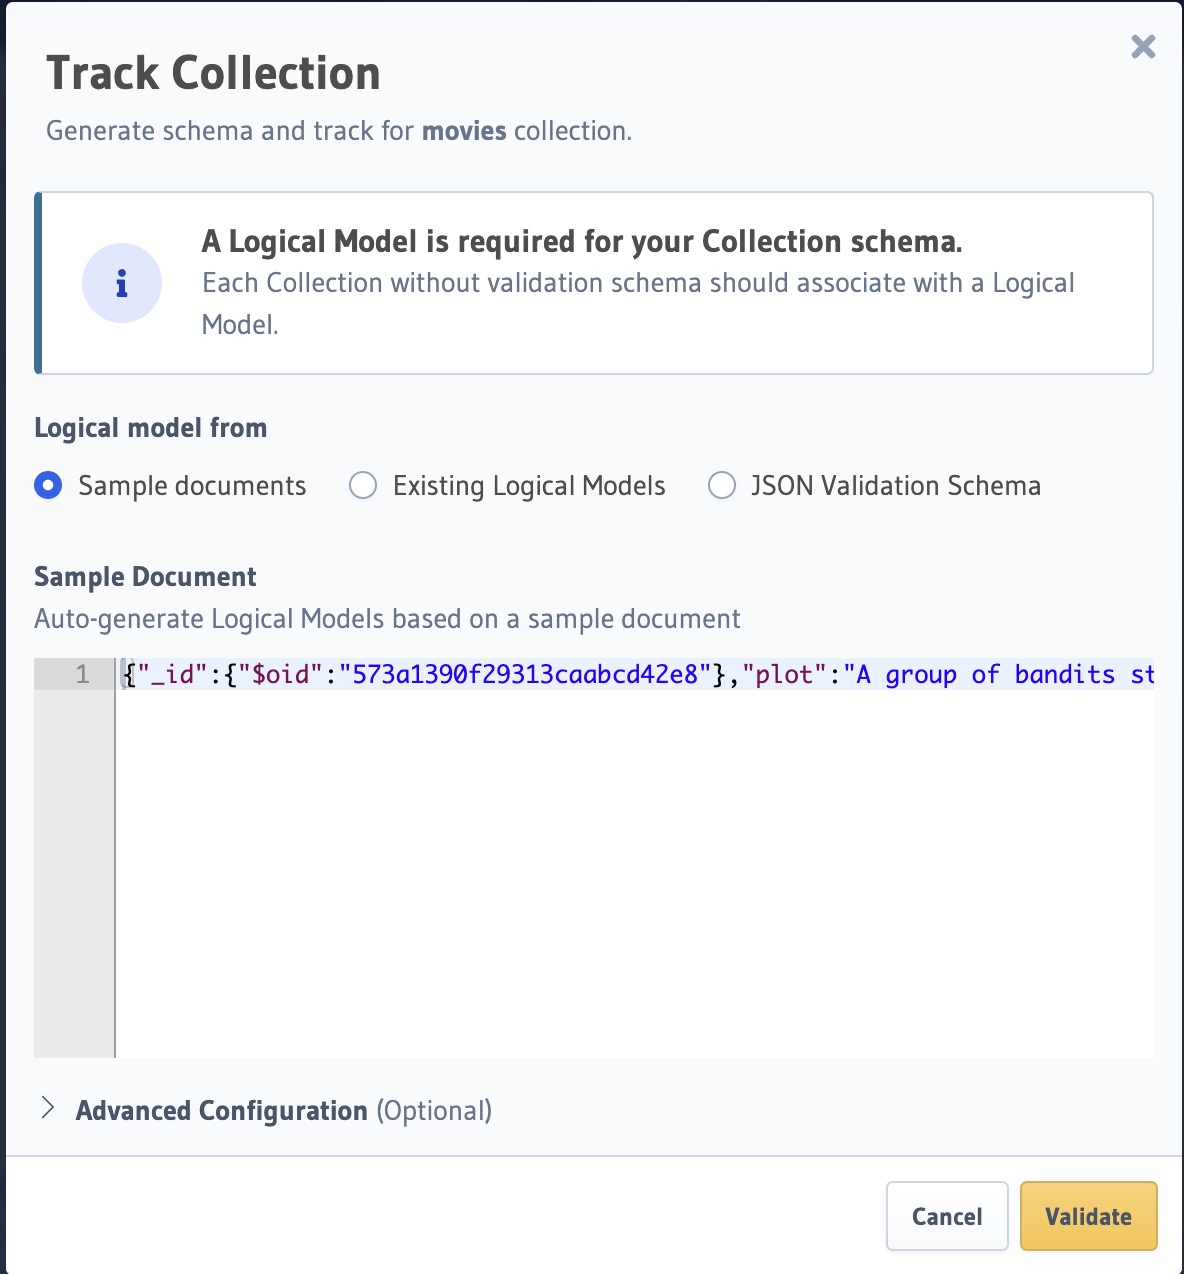 Track Collection
Generate schema and track for movies collection.
A Logical Model is required for your Collection schema.
Each Collection without validation schema should associate with a Logical
Model.
Logical model from
Sample documents Existing Logical Models JSON Validation Schema
Sample Document
Auto-generate Logical Models based on a sample document
1 {"_id":{"$oid":"573a1390f29313caabcd42e8"},"plot":"A group of bandits st
Advanced Configuration (Optional)
Cancel Validate